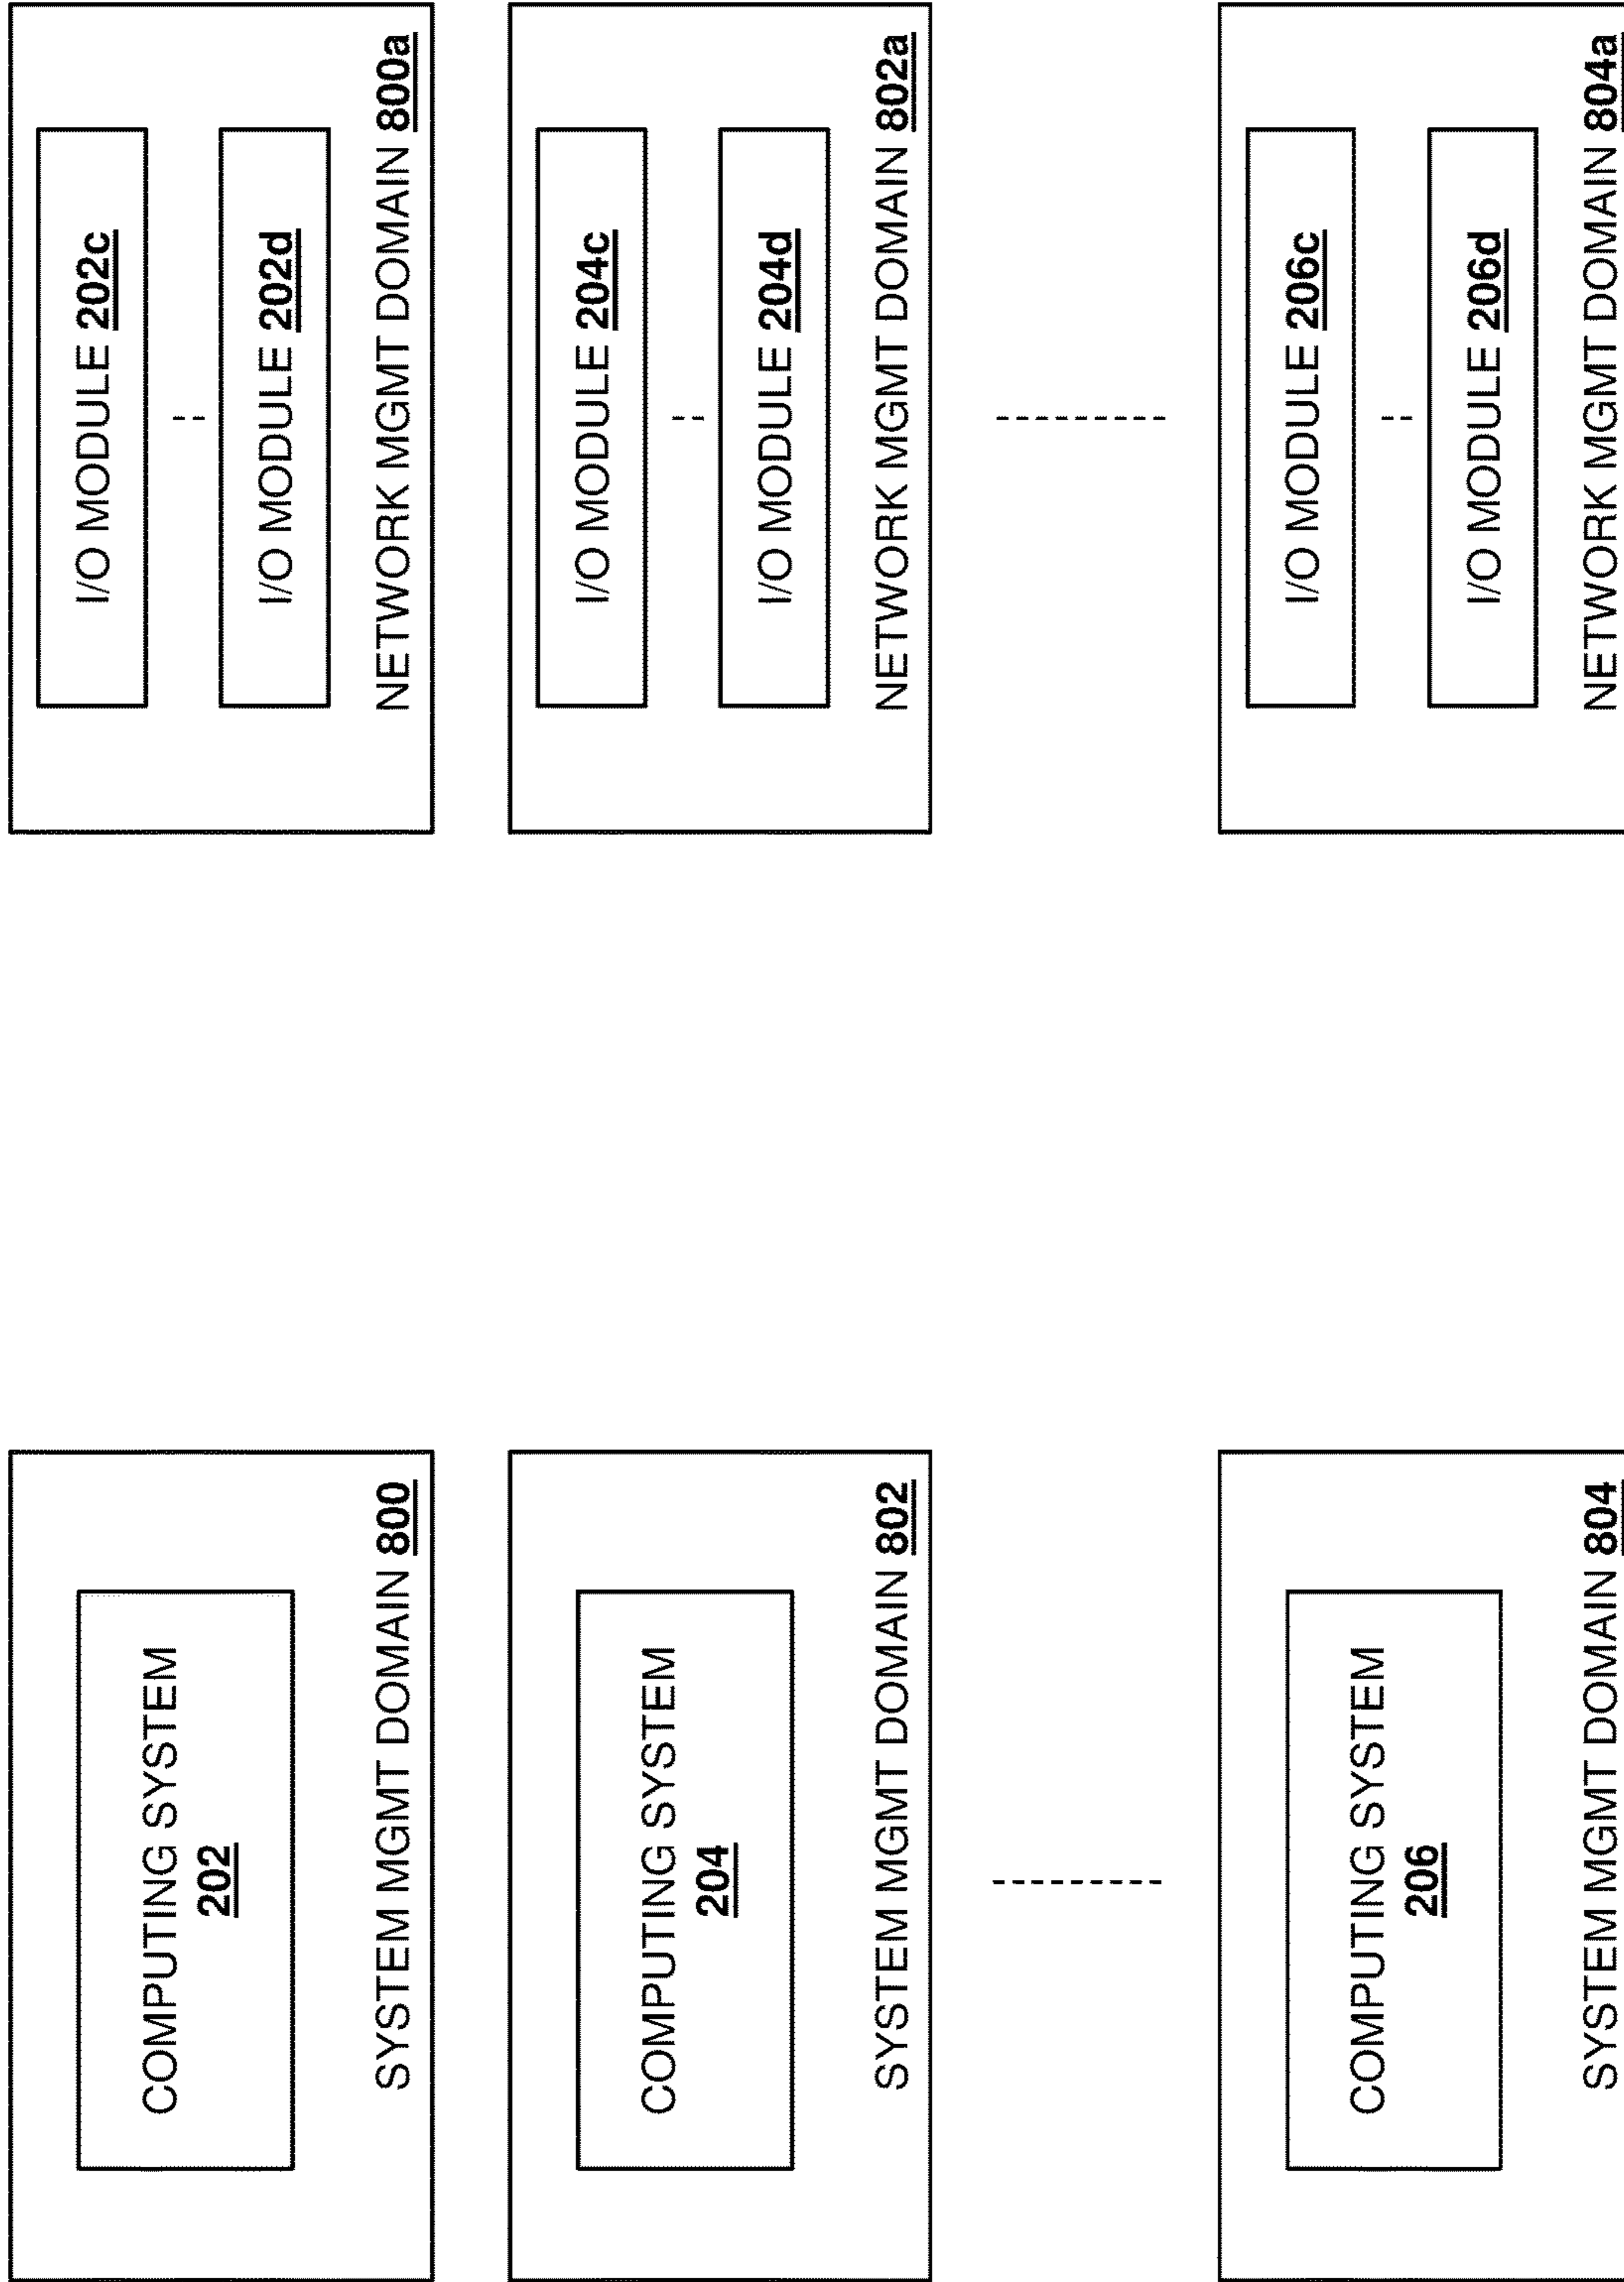 COMPUTING SYSTEM
202
SYSTEM MGMT DOMAIN 800
I/O MODULE 202c
I/O MODULE 202d
NETWORK MGMT DOMAIN 800a
COMPUTING SYSTEM
204
SYSTEM MGMT DOMAIN 802
I/O MODULE 204c
I/O MODULE 204d
NETWORK MGMT DOMAIN 802a
COMPUTING SYSTEM
206
SYSTEM MGMT DOMAIN 804
I/O MODULE 206c
I/O MODULE 206d
NETWORK MGMT DOMAIN 804a